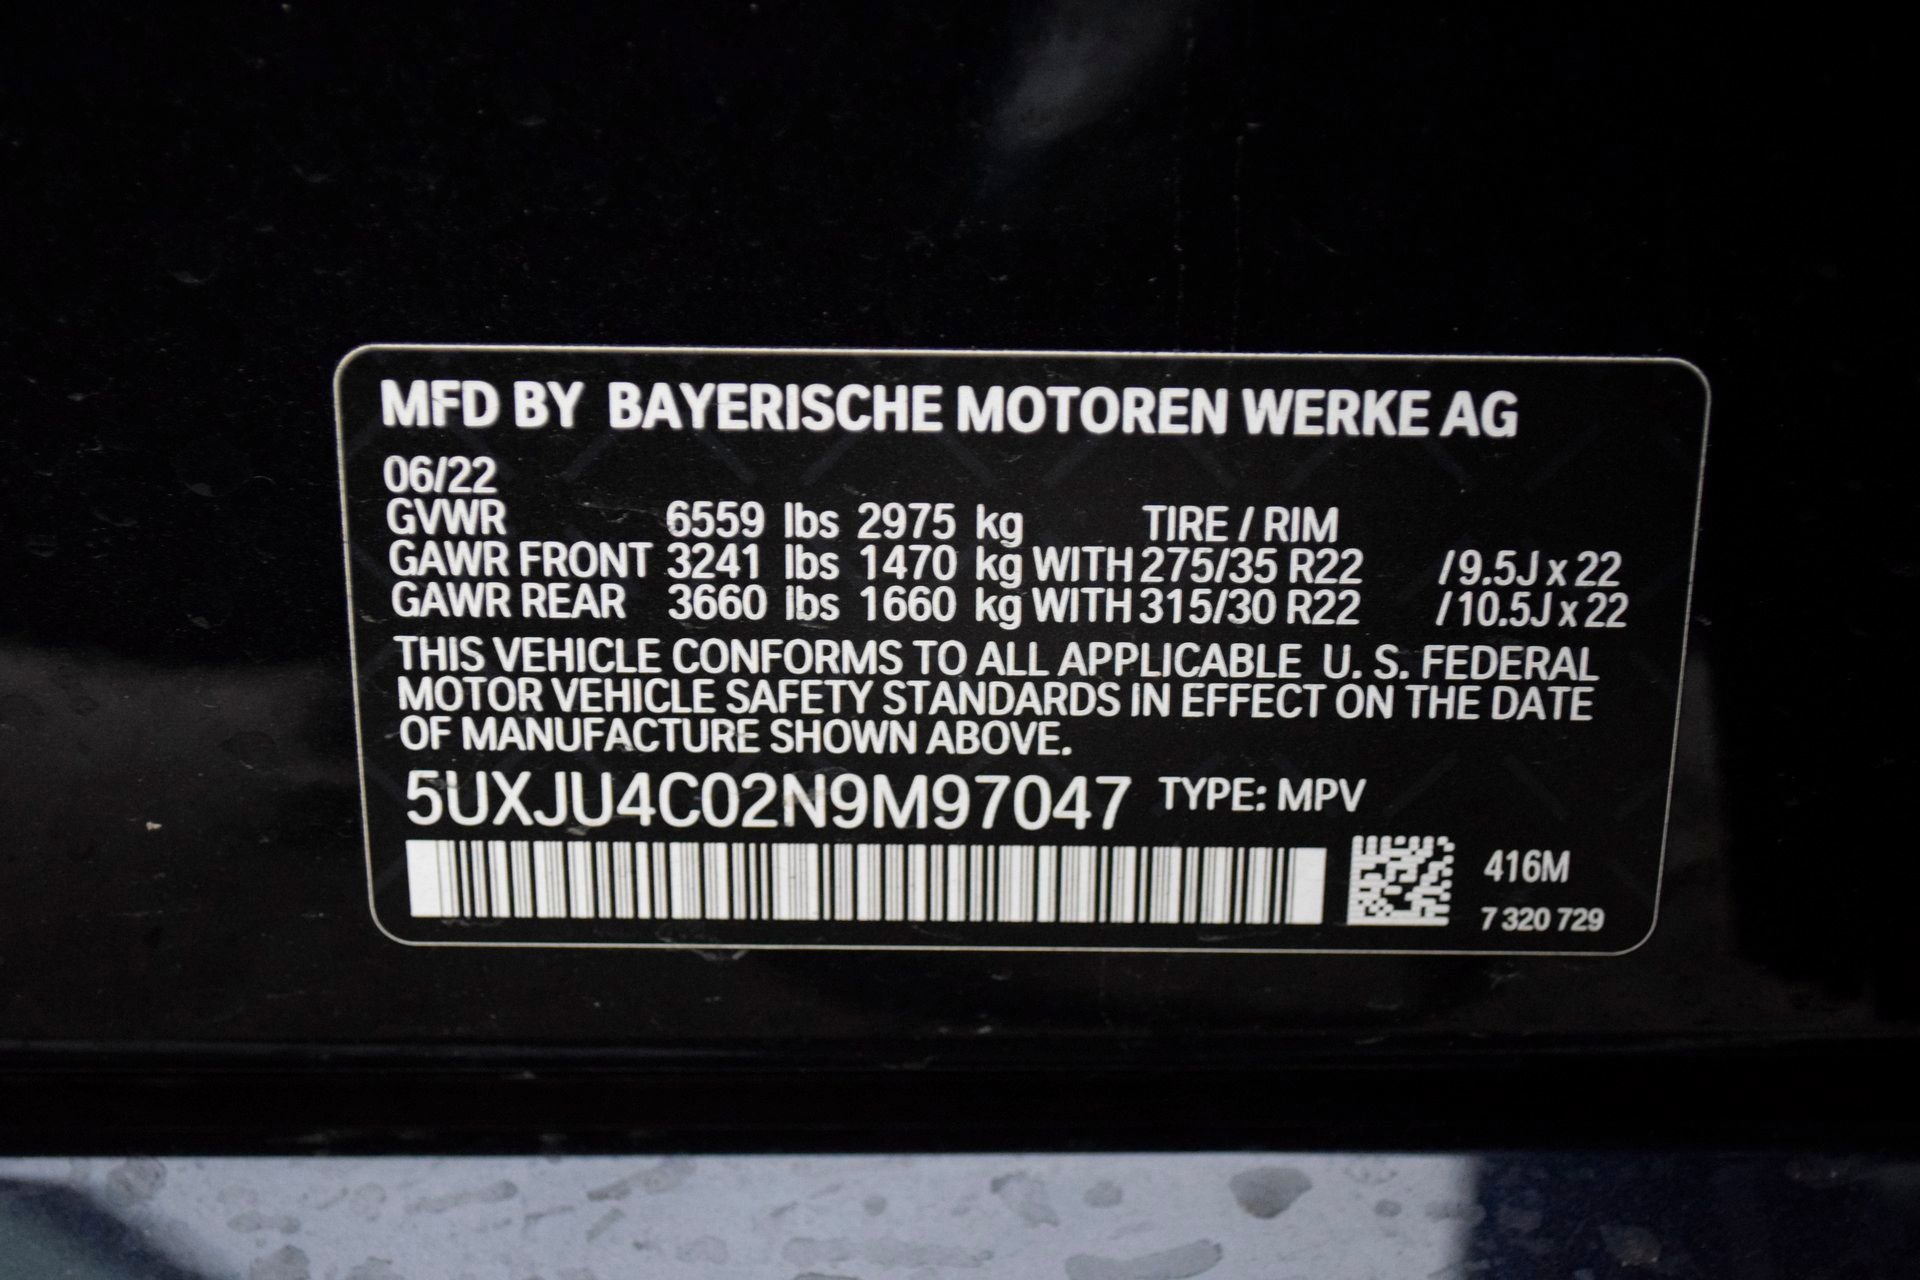 MFD BY BAYERISCHE MOTOREN WERKE AG
06/22
GVWR 6559 lbs 2975 kg TIRE / RIM
GAWR FRONT 3241 lbs 1470 kg WITH 275/35 R22 /9.5J x 22
GAWR REAR 3660 lbs 1660 kg WITH 315/30 R22 /10.5J x 22
THIS VEHICLE CONFORMS TO ALL APPLICABLE U. S. FEDERAL
MOTOR VEHICLE SAFETY STANDARDS IN EFFECT ON THE DATE
OF MANUFACTURE SHOWN ABOVE.
5UXJU4C02N9M97047 TYPE: MPV
416M
7 320 729